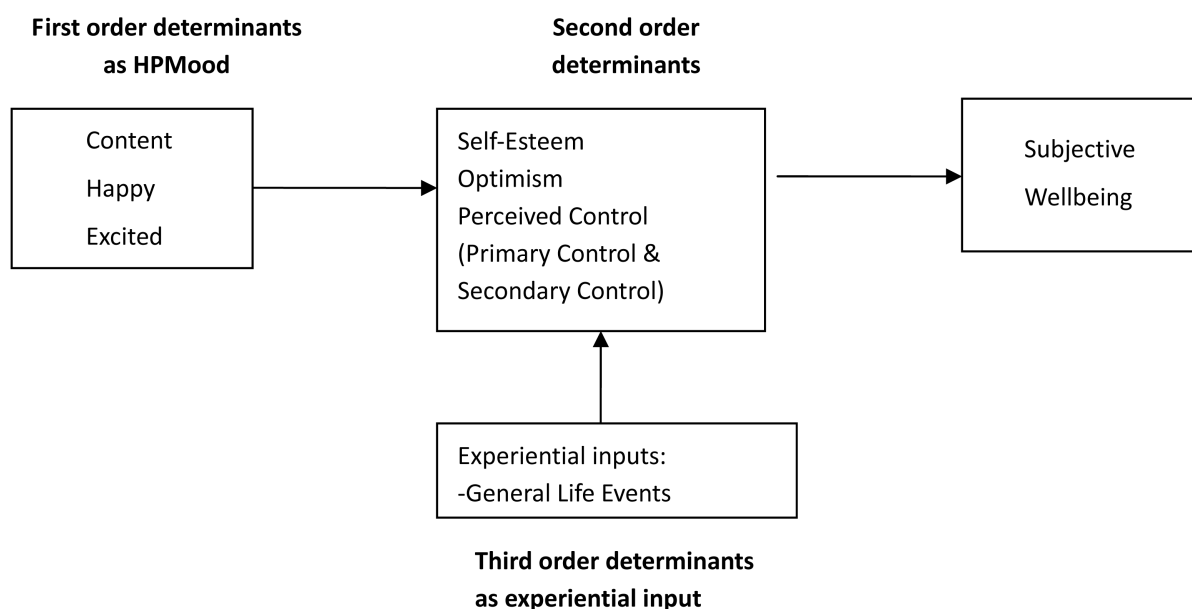 First order determinants
as HPMood
Second order
determinants
Content
Happy
Excited
Self-Esteem
Optimism
Perceived Control
(Primary Control &
Secondary Control)
Subjective
Wellbeing
Experiential inputs:
-General Life Events
Third order determinants
as experiential input